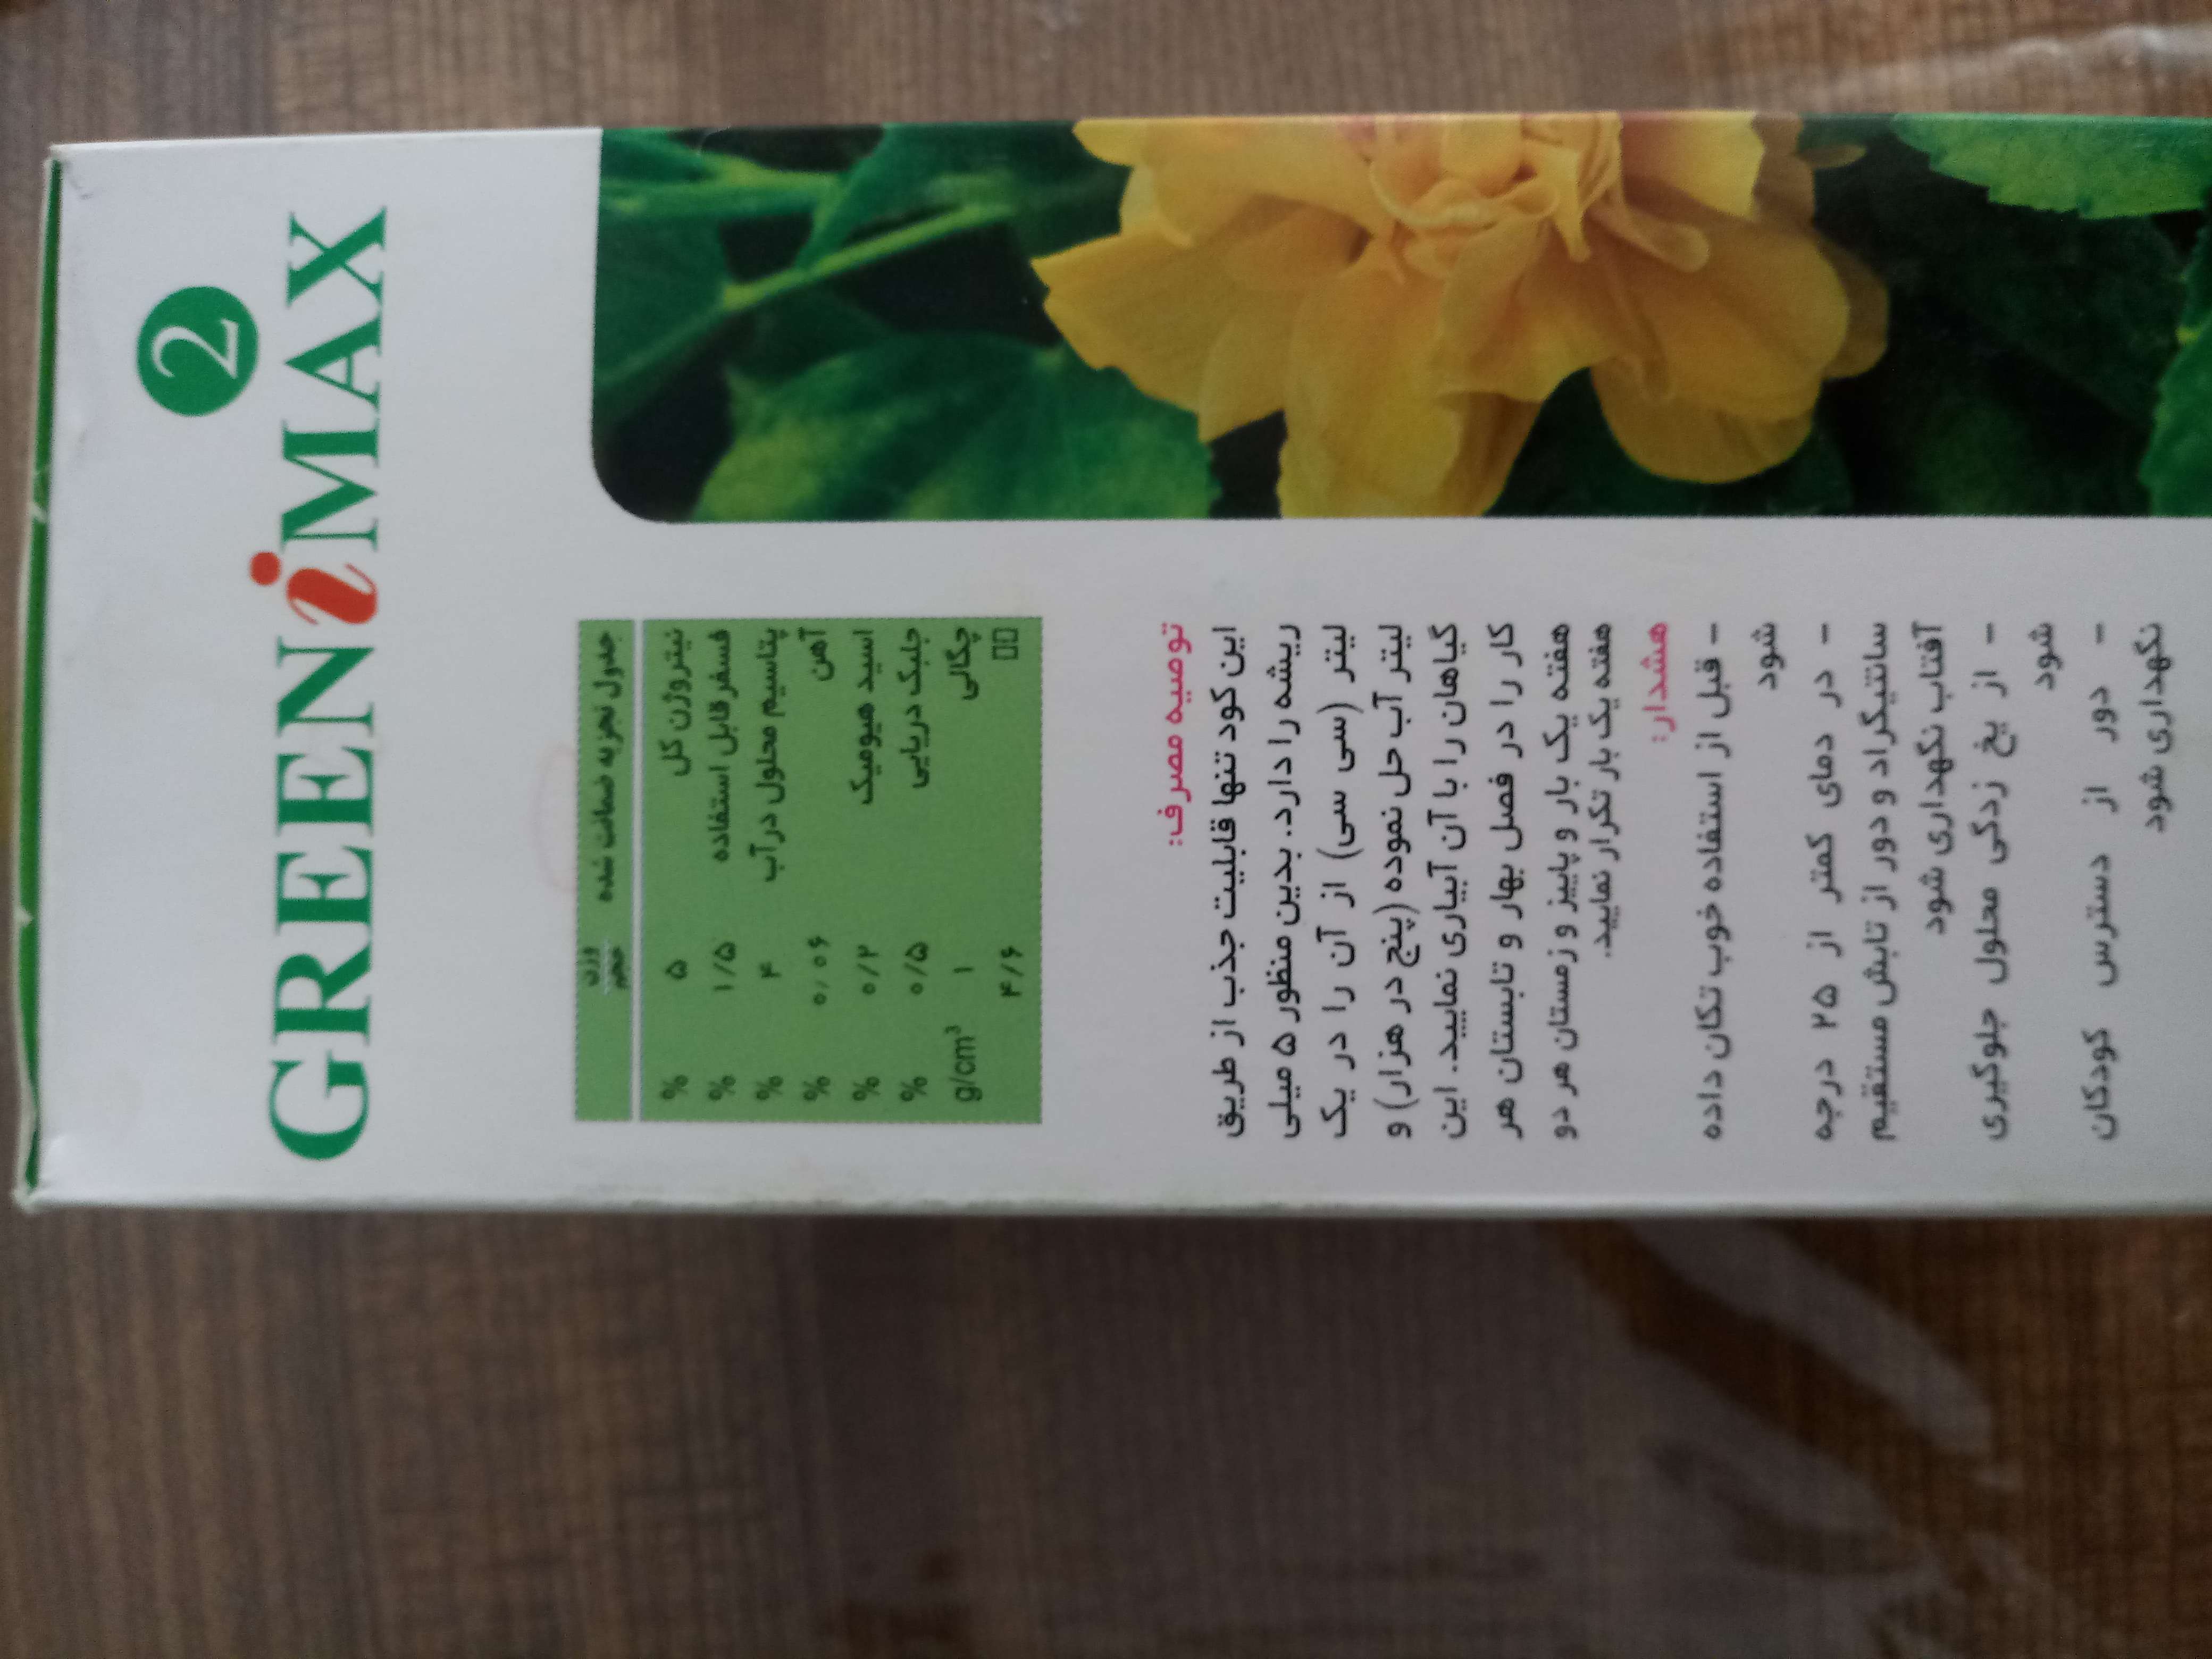 2
GREENiMAX
جدول تجزیه ضمانت شده وزن حجم
نیتروژن کل ۵ %
فسفر قابل استفاده ۱/۵ %
پتاسیم محلول در آب ۴ %
آهن ۰/۰۶ %
اسید هیومیک ۰/۲ %
جلبک دریایی ۰/۵ %
چگالی ۱ g/cm³
□□ ۴/۶
توصیه مصرف:
این کود تنها قابلیت جذب از طریق
ریشه را دارد. بدین منظور ۵ میلی
لیتر (سی سی) از آن را در یک
لیتر آب حل نموده (پنج در هزار) و
گیاهان را با آن آبیاری نمایید. این
کار را در فصل بهار و تابستان هر
هفته یک بار و پاییز و زمستان هر دو
هفته یک بار تکرار نمایید.
هشدار:
- قبل از استفاده خوب تکان داده
شود
- در دمای کمتر از ۲۵ درجه
سانتیگراد و دور از تابش مستقیم
آفتاب نگهداری شود
- از یخ زدگی محلول جلوگیری
شود
- دور از دسترس کودکان
نگهداری شود